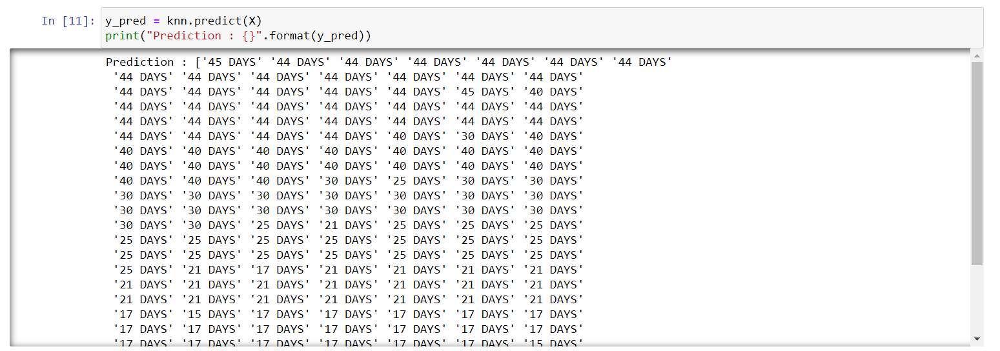 In [11]: y_pred = knn.predict(X)
print("Prediction : {}".format(y_pred))
Prediction : ['45 DAYS' '44 DAYS' '44 DAYS' '44 DAYS' '44 DAYS' '44 DAYS' '44 DAYS'
'44 DAYS' '44 DAYS' '44 DAYS' '44 DAYS' '44 DAYS' '44 DAYS' '44 DAYS'
'44 DAYS' '44 DAYS' '44 DAYS' '44 DAYS' '44 DAYS' '45 DAYS' '40 DAYS'
'44 DAYS' '44 DAYS' '44 DAYS' '44 DAYS' '44 DAYS' '44 DAYS' '44 DAYS'
'44 DAYS' '44 DAYS' '44 DAYS' '44 DAYS' '44 DAYS' '44 DAYS' '44 DAYS'
'44 DAYS' '44 DAYS' '44 DAYS' '44 DAYS' '40 DAYS' '30 DAYS' '40 DAYS'
'40 DAYS' '40 DAYS' '40 DAYS' '40 DAYS' '40 DAYS' '40 DAYS' '40 DAYS'
'40 DAYS' '40 DAYS' '40 DAYS' '40 DAYS' '40 DAYS' '40 DAYS' '40 DAYS'
'40 DAYS' '40 DAYS' '40 DAYS' '30 DAYS' '25 DAYS' '30 DAYS' '30 DAYS'
'30 DAYS' '30 DAYS' '30 DAYS' '30 DAYS' '30 DAYS' '30 DAYS' '30 DAYS'
'30 DAYS' '30 DAYS' '30 DAYS' '30 DAYS' '30 DAYS' '30 DAYS' '30 DAYS'
'30 DAYS' '30 DAYS' '25 DAYS' '21 DAYS' '25 DAYS' '25 DAYS' '25 DAYS'
'25 DAYS' '25 DAYS' '25 DAYS' '25 DAYS' '25 DAYS' '25 DAYS' '25 DAYS'
'25 DAYS' '25 DAYS' '25 DAYS' '25 DAYS' '25 DAYS' '25 DAYS' '25 DAYS'
'25 DAYS' '21 DAYS' '17 DAYS' '21 DAYS' '21 DAYS' '21 DAYS' '21 DAYS'
'21 DAYS' '21 DAYS' '21 DAYS' '21 DAYS' '21 DAYS' '21 DAYS' '21 DAYS'
'21 DAYS' '21 DAYS' '21 DAYS' '21 DAYS' '21 DAYS' '21 DAYS' '21 DAYS'
'17 DAYS' '15 DAYS' '17 DAYS' '17 DAYS' '17 DAYS' '17 DAYS' '17 DAYS'
'17 DAYS' '17 DAYS' '17 DAYS' '17 DAYS' '17 DAYS' '17 DAYS' '17 DAYS'
'17 DAYS' '17 DAYS' '17 DAYS' '17 DAYS' '17 DAYS' '17 DAYS' '15 DAYS'